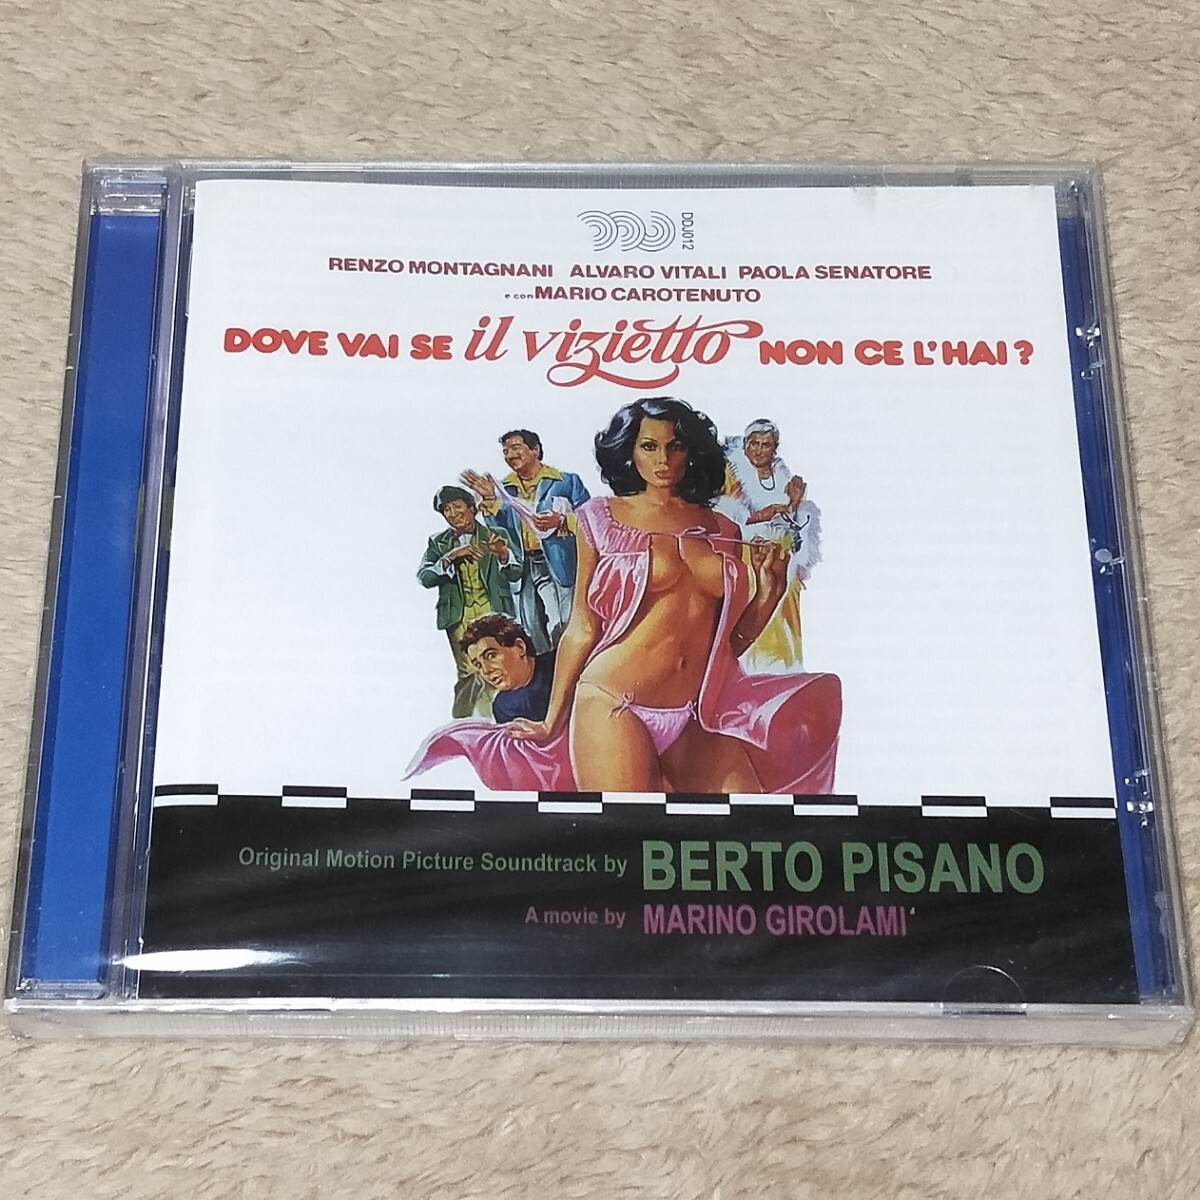 DDJ012
RENZO MONTAGNANI ALVARO VITALI PAOLA SENATORE
e con MARIO CAROTENUTO
DOVE VAI SE il vizietto NON CE L'HAI?
Original Motion Picture Soundtrack by BERTO PISANO
A movie by MARINO GIROLAMI